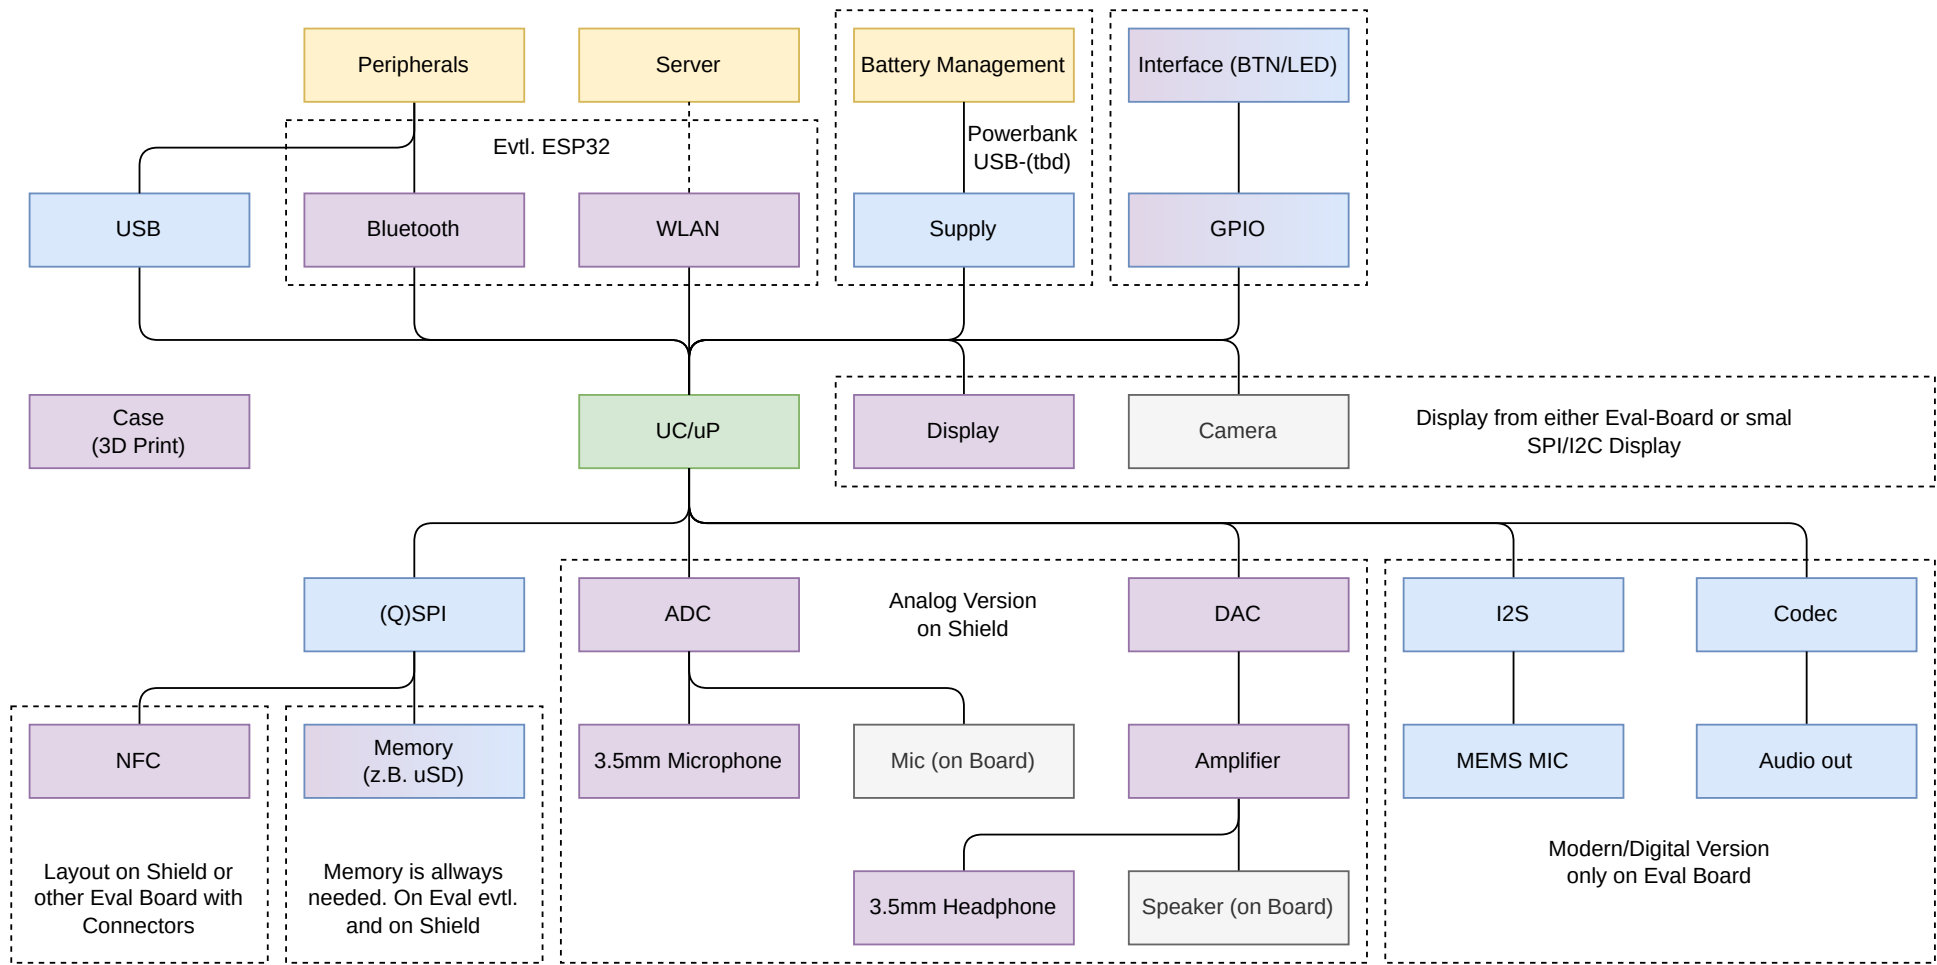 Peripherals
Server
Battery Management
Interface (BTN/LED)
Evtl. ESP32
Powerbank
USB-(tbd)
USB
Bluetooth
WLAN
Supply
GPIO
Case
(3D Print)
UC/uP
Display
Camera
Display from either Eval-Board or smal
SPI/I2C Display
(Q)SPI
ADC
Analog Version
on Shield
DAC
I2S
Codec
NFC
Memory
(z.B. uSD)
3.5mm Microphone
Mic (on Board)
Amplifier
MEMS MIC
Audio out
Layout on Shield or
other Eval Board with
Connectors
Memory is allways
needed. On Eval evtl.
and on Shield
3.5mm Headphone
Speaker (on Board)
Modern/Digital Version
only on Eval Board